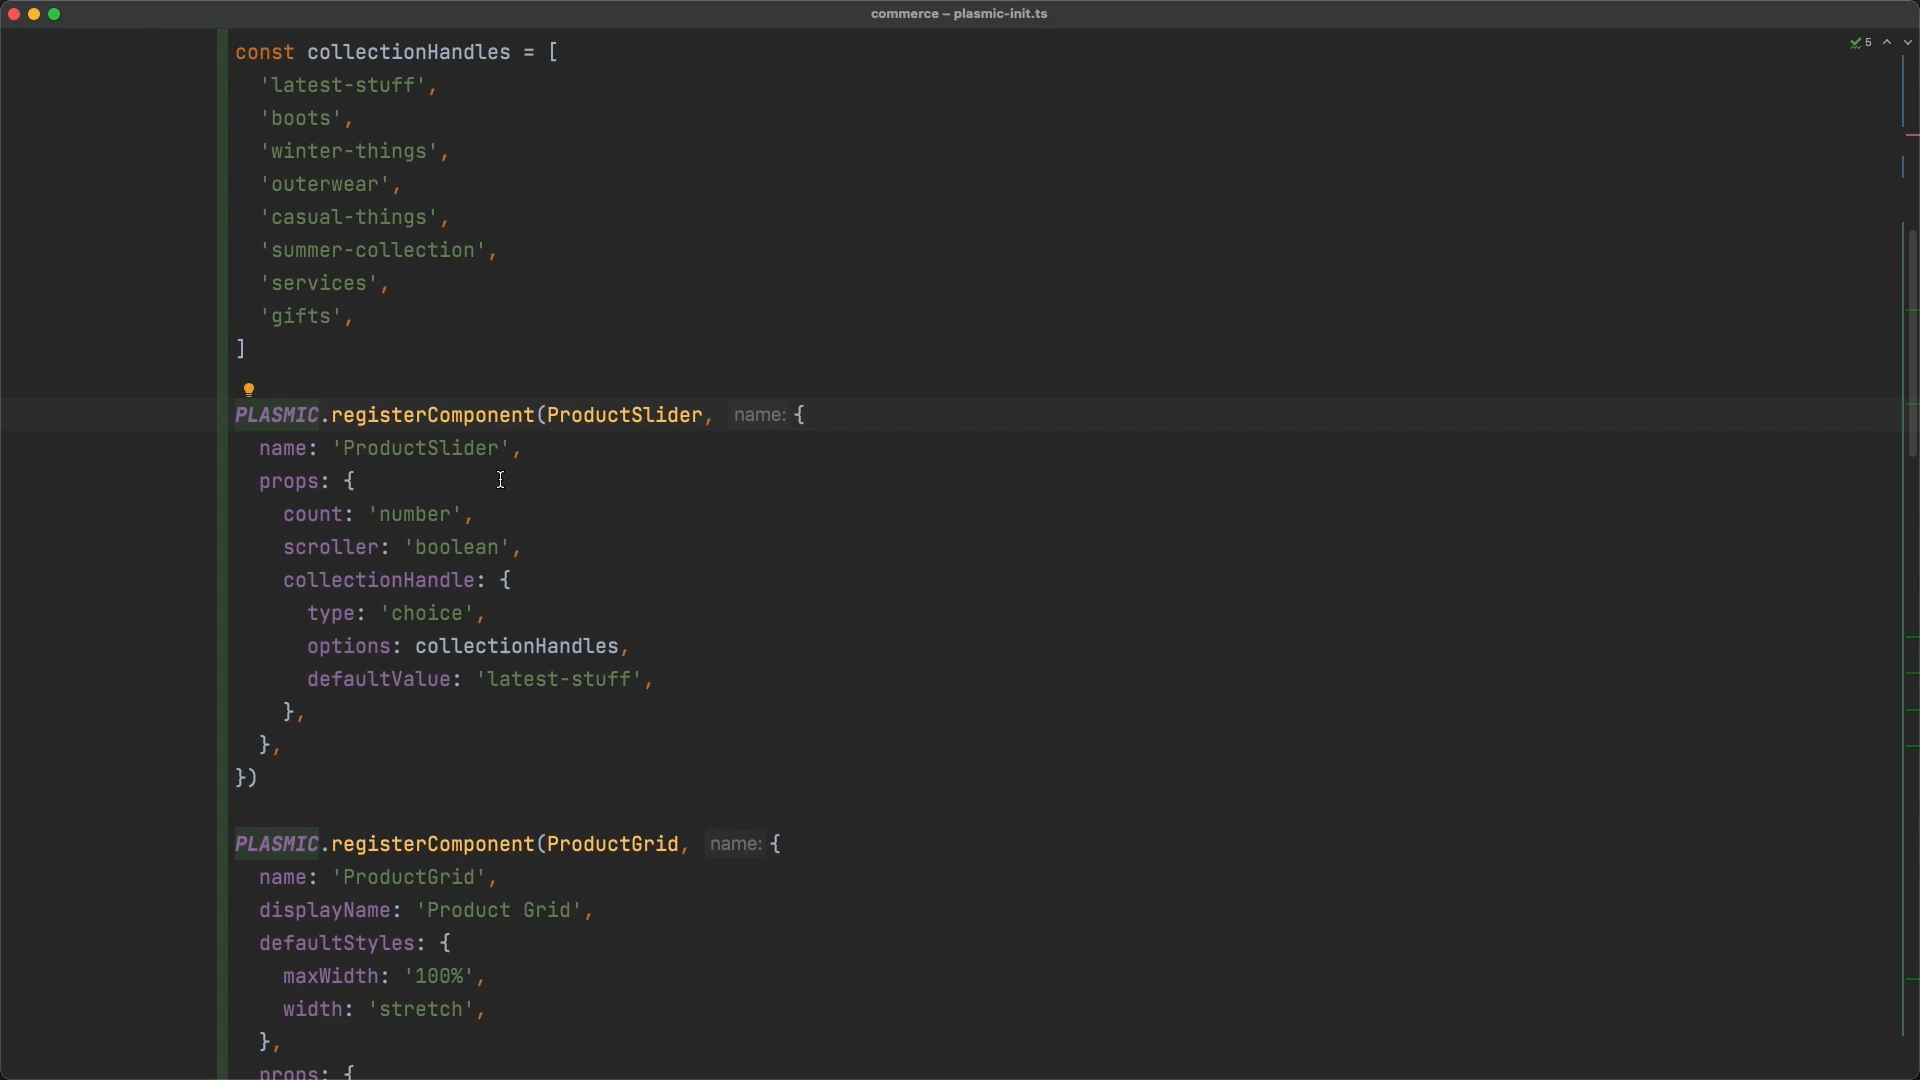 commerce – plasmic-init.ts
5
const collectionHandles = [
'latest-stuff',
'boots',
'winter-things',
'outerwear',
'casual-things',
'summer-collection',
'services',
'gifts',
]
PLASMIC.registerComponent(ProductSlider, name: {
name: 'ProductSlider',
props: {
count: 'number',
scroller: 'boolean',
collectionHandle: {
type: 'choice',
options: collectionHandles,
defaultValue: 'latest-stuff',
},
},
})
PLASMIC.registerComponent(ProductGrid, name: {
name: 'ProductGrid',
displayName: 'Product Grid',
defaultStyles: {
maxWidth: '100%',
width: 'stretch',
},
props: {